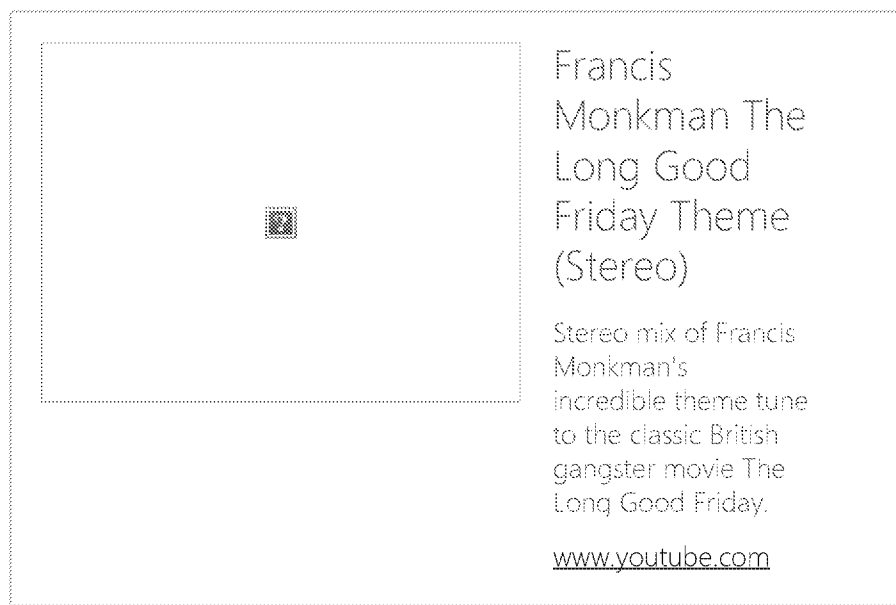 Francis
Monkman The
Long Good
Friday Theme
(Stereo)
Stereo mix of Francis
Monkman's
incredible theme tune
to the classic British
gangster movie The
Long Good Friday.
www.youtube.com